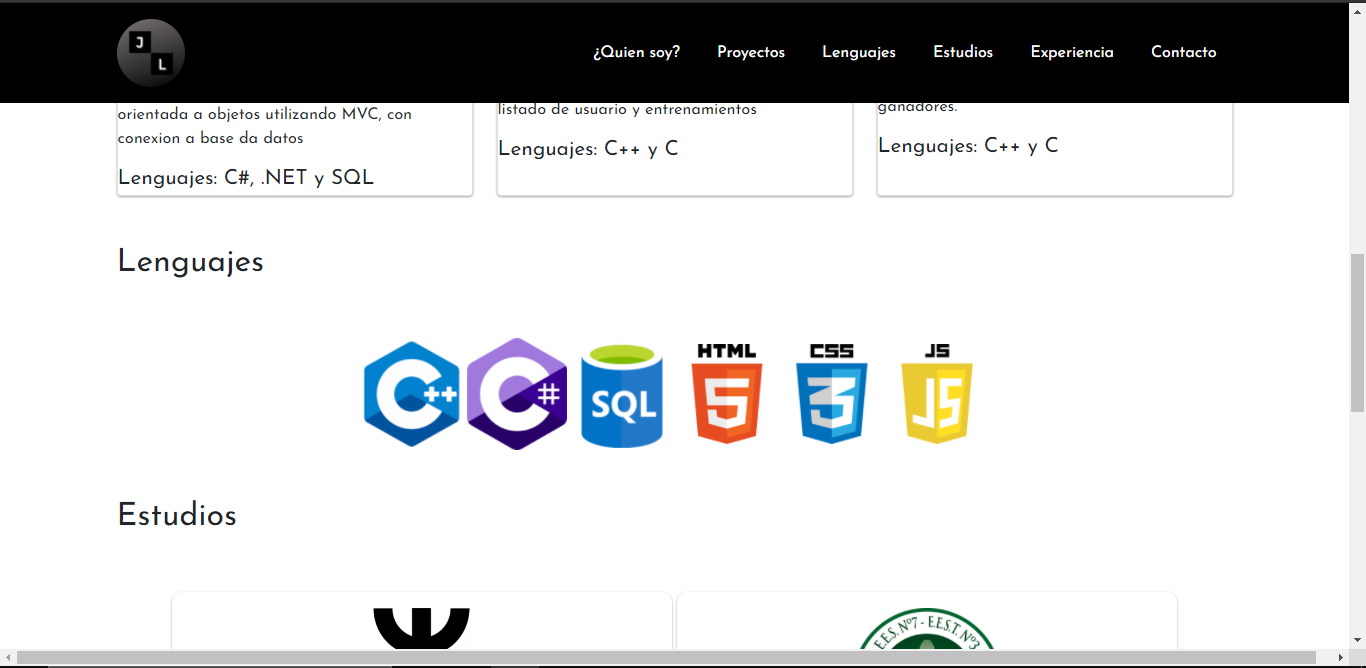 J
L
¿Quien soy? Proyectos Lenguajes Estudios Experiencia Contacto
orientada a objetos utilizando MVC, con
conexion a base da datos
Lenguajes: C#, .NET y SQL
listado de usuario y entrenamientos
Lenguajes: C++ y C
ganadores.
Lenguajes: C++ y C
Lenguajes
C++ C# SQL HTML 5 CSS 3 JS JS
Estudios
E.E.S. Nº7 - E.E.S.T. Nº3